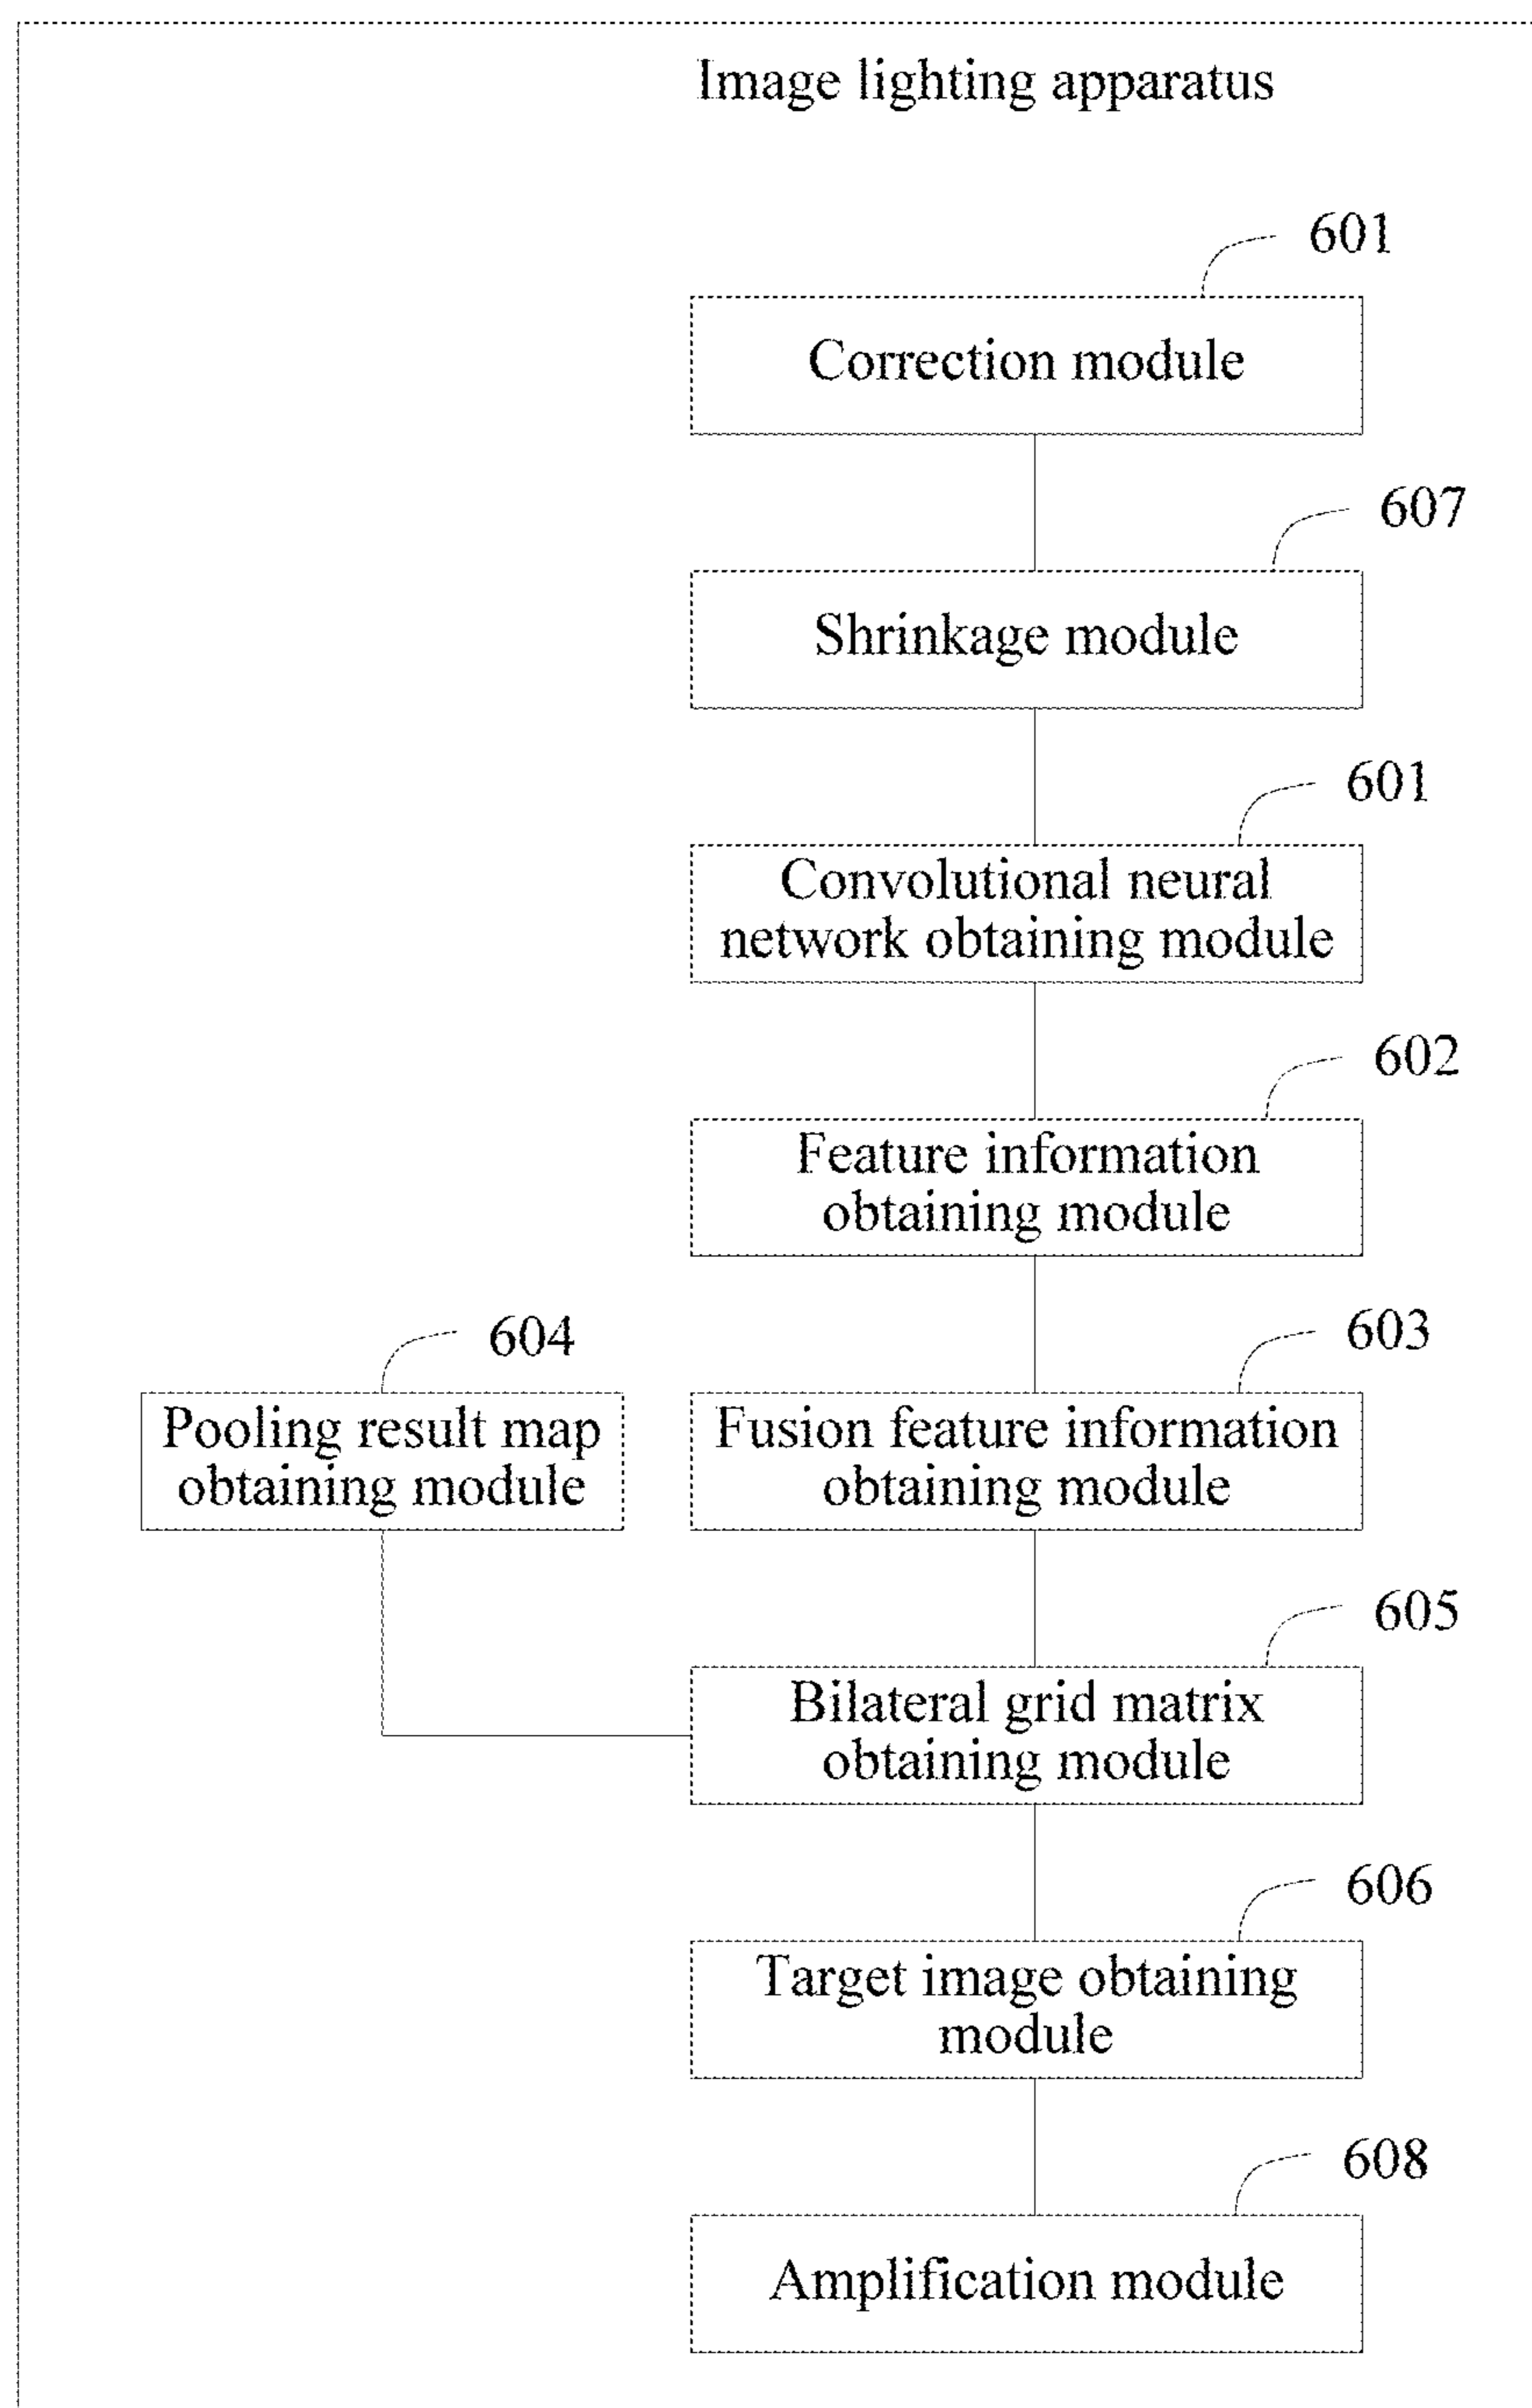 Image lighting apparatus
601
Correction module
607
Shrinkage module
601
Convolutional neural
network obtaining module
602
Feature information
obtaining module
604
Pooling result map
obtaining module
603
Fusion feature information
obtaining module
605
Bilateral grid matrix
obtaining module
606
Target image obtaining
module
608
Amplification module